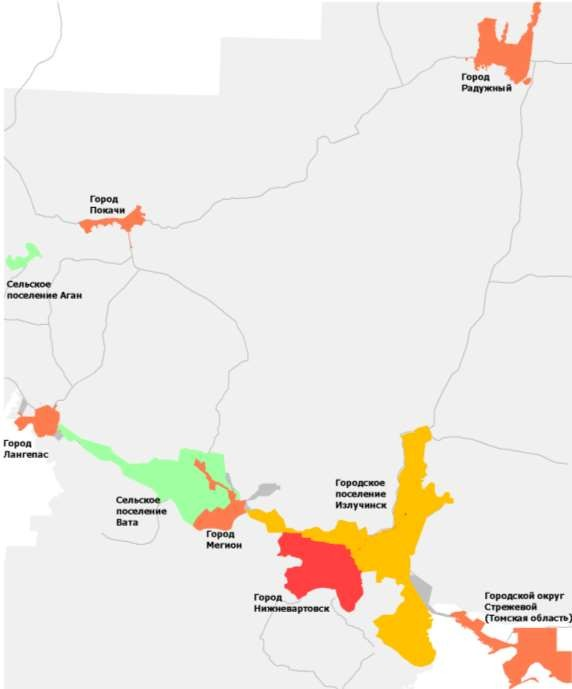 Город
Радужный
Город
Покачи
Сельское
поселение Аган
Город
Лангепас
Сельское
поселение
Вата
Город
Мегион
Городское
поселение
Излучинск
Город
Нижневартовск
Городской округ
Стрежевой
(Томская область)